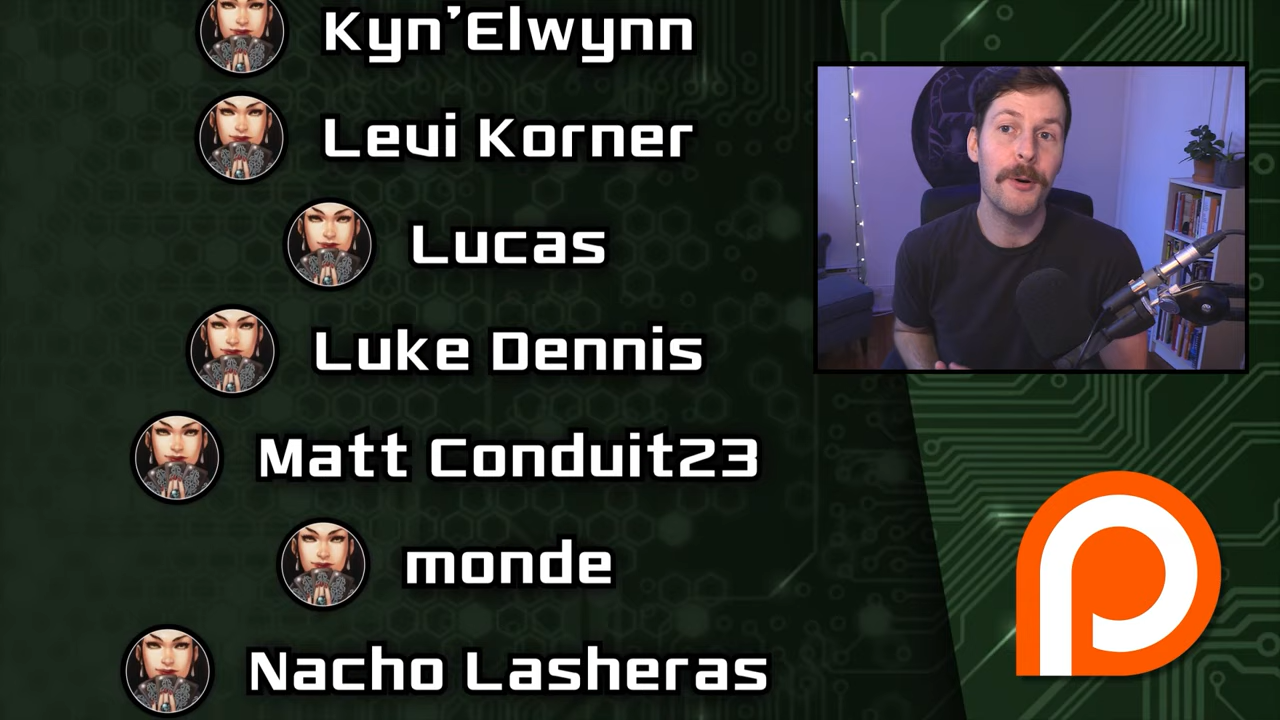 Kyn'Elwynn
Levi Korner
Lucas
Luke Dennis
Matt Conduit23
monde
Nacho Lasheras